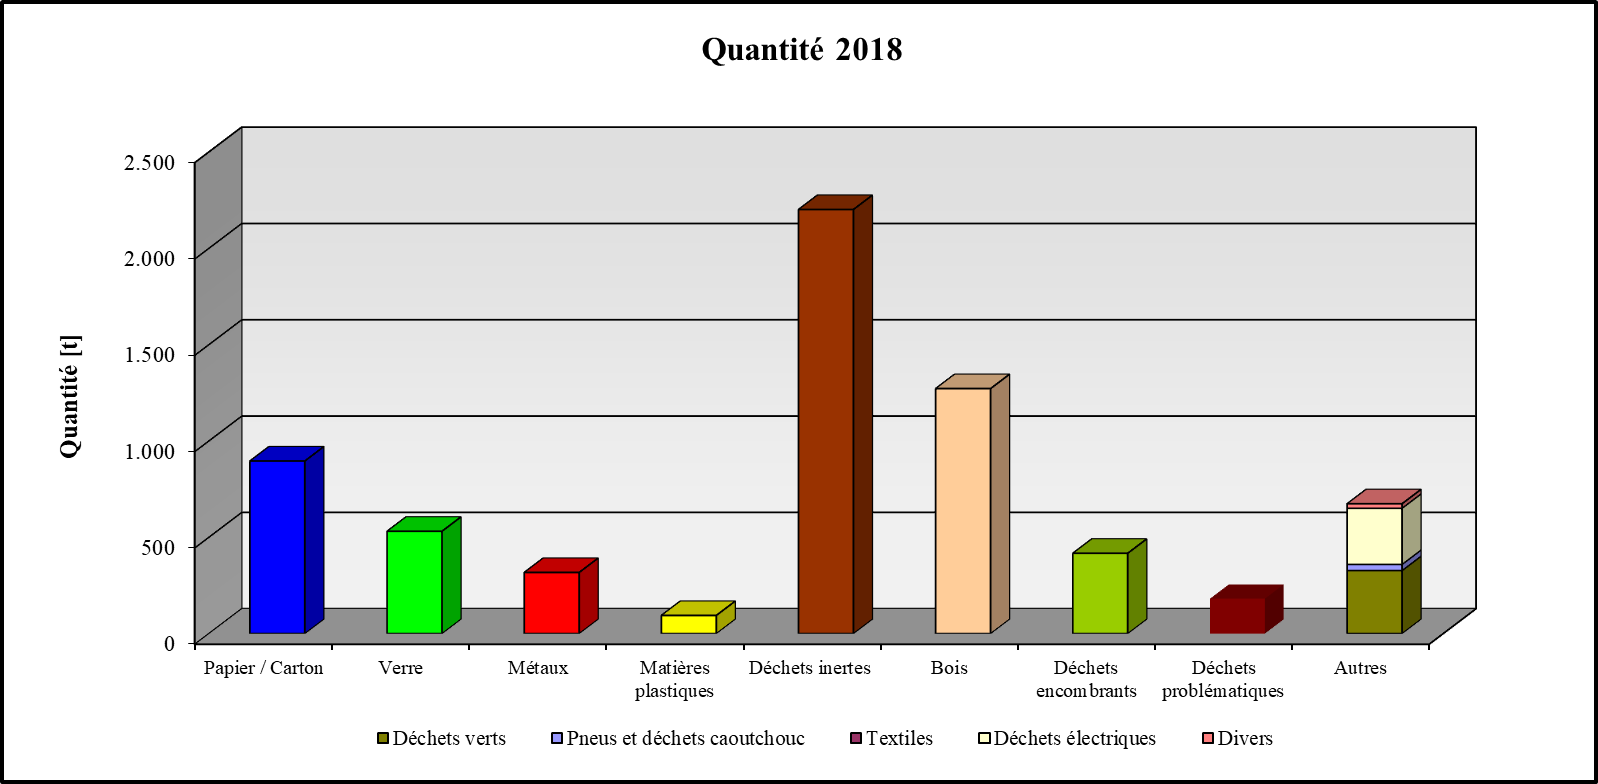 Quantité 2018
Quantité [t]
2.500
2.000
1.500
1.000
500
0
Papier / Carton
Verre
Métaux
Matières
plastiques
Déchets inertes
Bois
Déchets
encombrants
Déchets
problématiques
Autres
Déchets verts
Pneus et déchets caoutchouc
Textiles
Déchets électriques
Divers